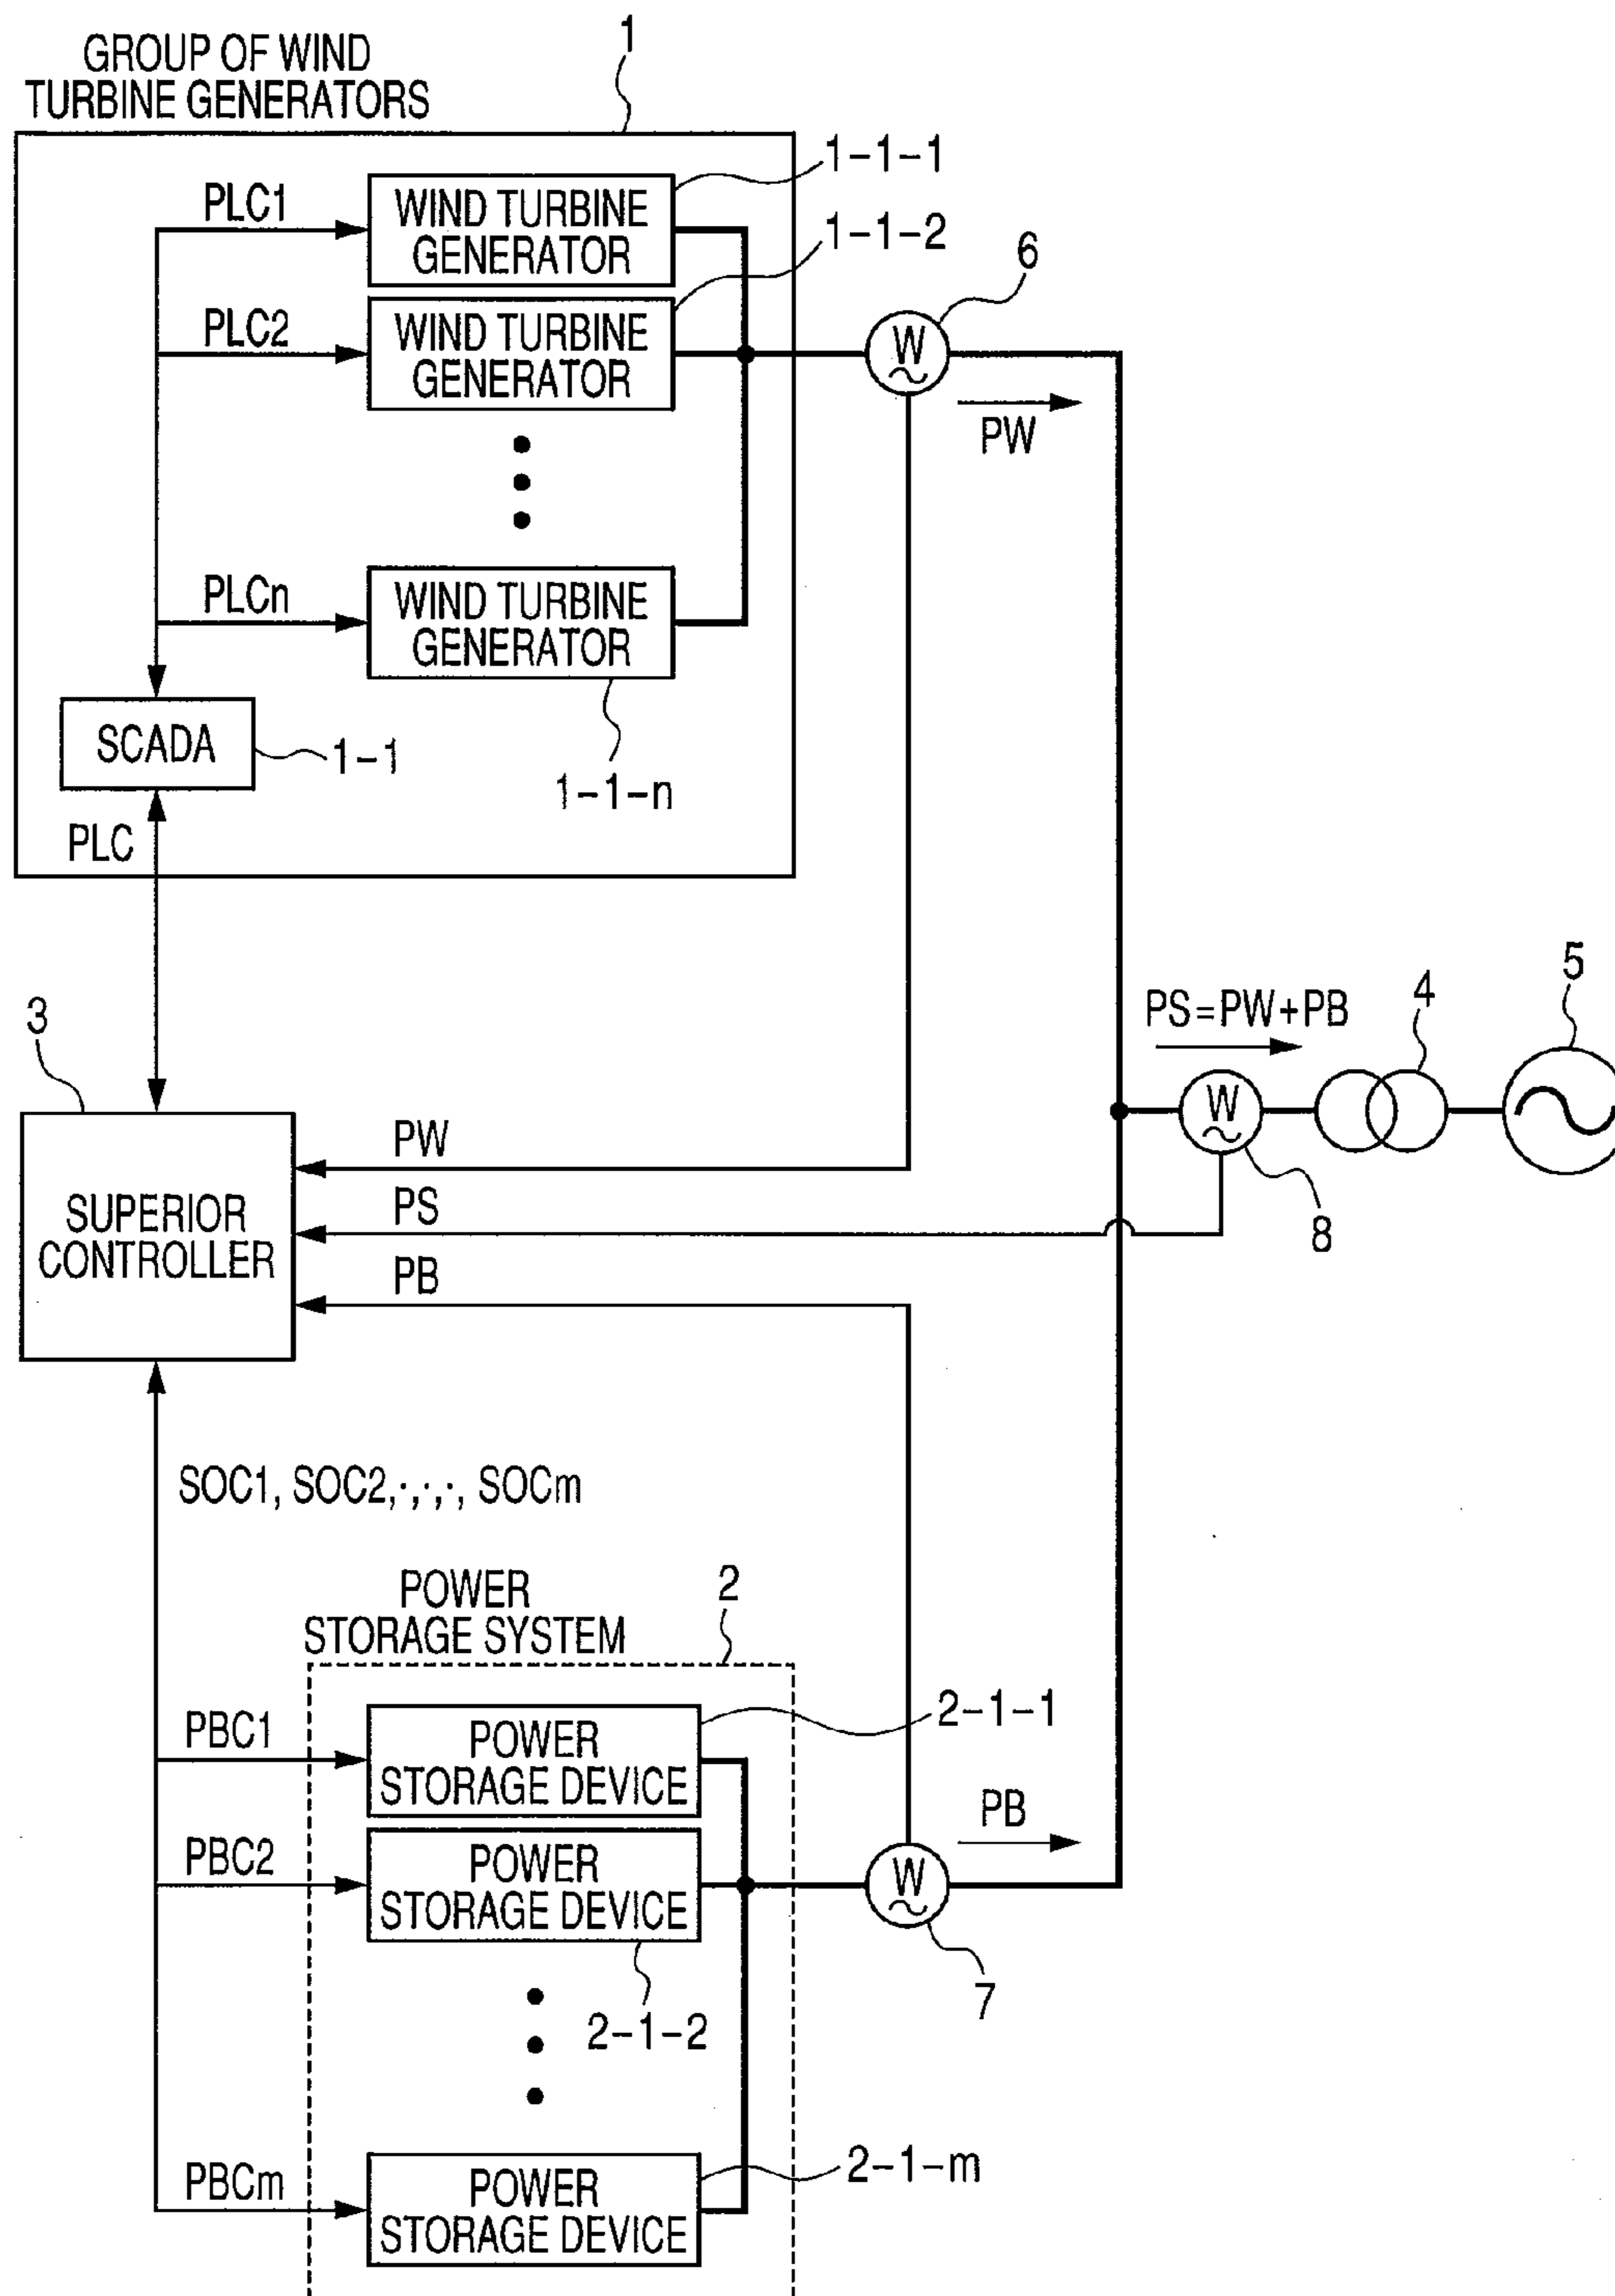 GROUP OF WIND
TURBINE GENERATORS
1
PLC1
WIND TURBINE
GENERATOR
1-1-1
PLC2
WIND TURBINE
GENERATOR
1-1-2
6
W
PW
PLCn
WIND TURBINE
GENERATOR
1-1-n
SCADA
1-1
PLC
3
SUPERIOR
CONTROLLER
PW
PS
PB
PS=PW+PB
4
5
W
8
SOC1, SOC2,·,·,·, SOCm
POWER
STORAGE SYSTEM
2
PBC1
POWER
STORAGE DEVICE
2-1-1
PBC2
POWER
STORAGE DEVICE
2-1-2
PB
W
7
PBCm
POWER
STORAGE DEVICE
2-1-m